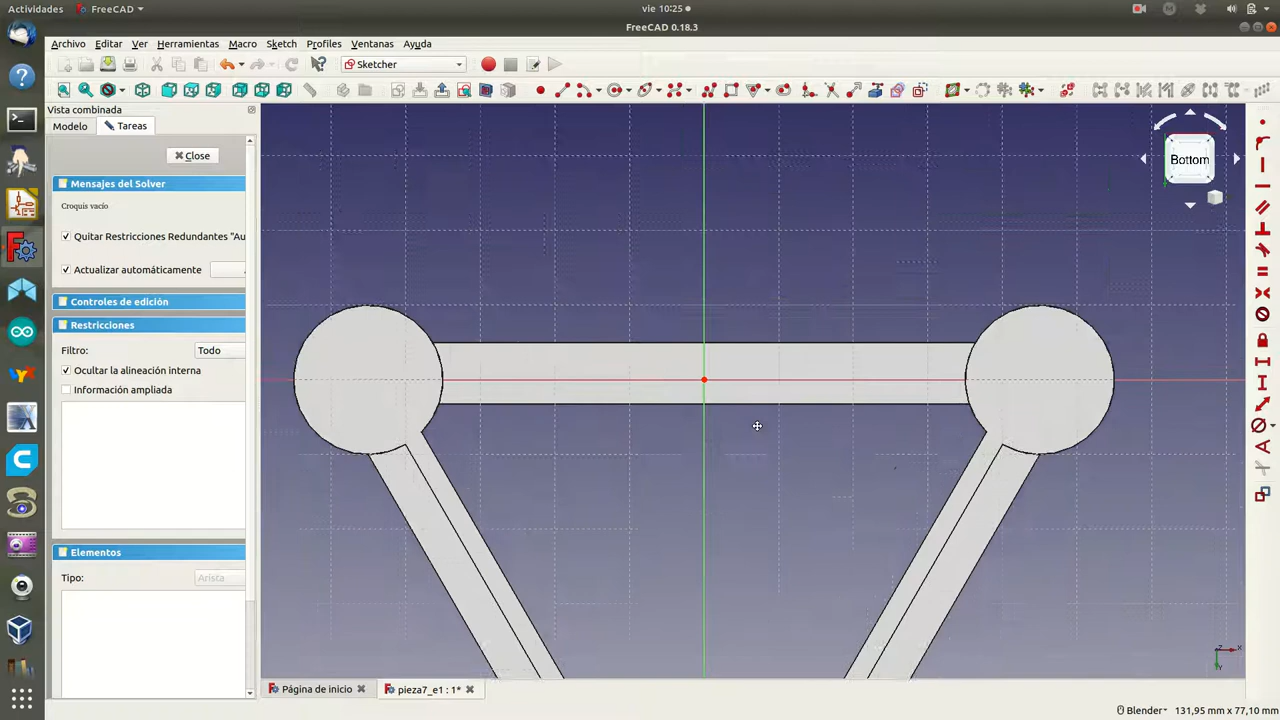 Actividades
FreeCAD
vie 10:25
FreeCAD 0.18.3
Archivo Editar Ver Herramientas Macro Sketch Profiles Ventanas Ayuda
Sketcher
Vista combinada
Modelo Tareas
Close
Mensajes del Solver
Croquis vacío
Quitar Restricciones Redundantes "Au
Actualizar automáticamente
Controles de edición
Restricciones
Filtro: Todo
Ocultar la alineación interna
Información ampliada
Elementos
Tipo: Arista
Bottom
Página de inicio
pieza7_e1 : 1*
Blender
131,95 mm x 77,10 mm